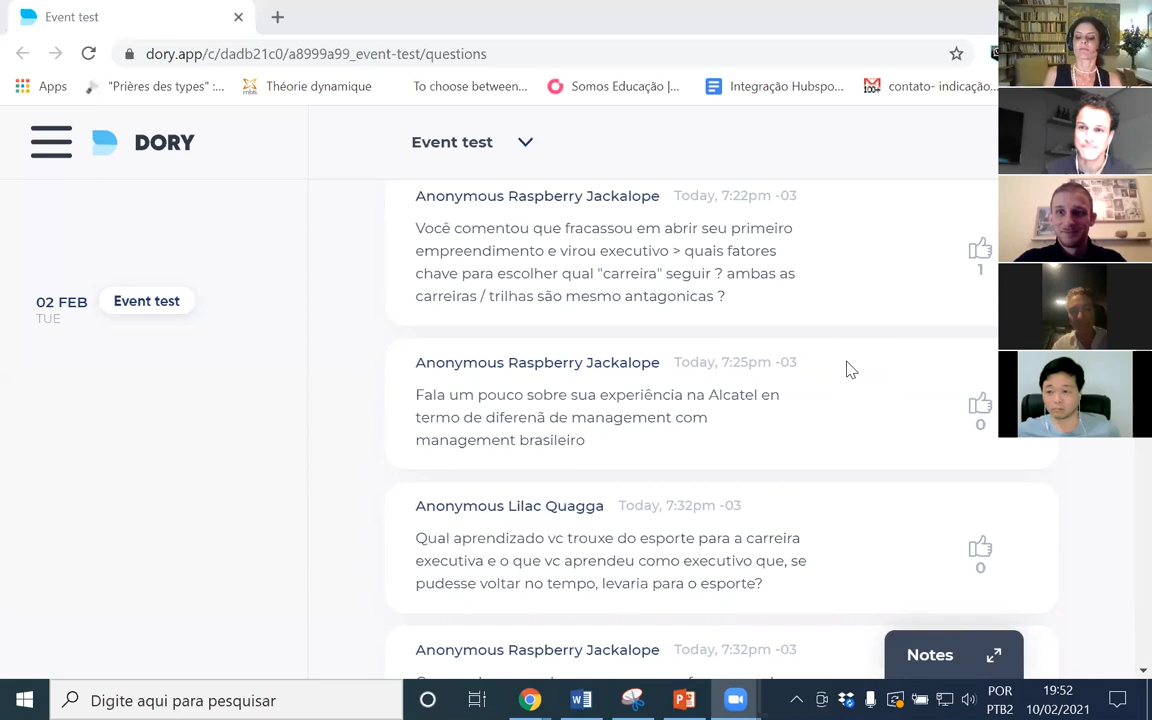 Event test
dory.app/c/dadb21c0/a8999a99_event-test/questions
Apps
"Prières des types" :...
Théorie dynamique
To choose between...
Somos Educação |...
Integração Hubspo...
contato- indicação...
DORY
Event test
Anonymous Raspberry Jackalope Today, 7:22pm -03
Você comentou que fracassou em abrir seu primeiro
empreendimento e virou executivo > quais fatores
chave para escolher qual "carreira" seguir ? ambas as
carreiras / trilhas são mesmo antagonicas ?
1
02 FEB
TUE
Event test
Anonymous Raspberry Jackalope Today, 7:25pm -03
Fala um pouco sobre sua experiência na Alcatel en
termo de diferenã de management com
management brasileiro
0
Anonymous Lilac Quagga Today, 7:32pm -03
Qual aprendizado vc trouxe do esporte para a carreira
executiva e o que vc aprendeu como executivo que, se
pudesse voltar no tempo, levaria para o esporte?
0
Anonymous Raspberry Jackalope Today, 7:32pm -03
Notes
Digite aqui para pesquisar
POR
PTB2
19:52
10/02/2021